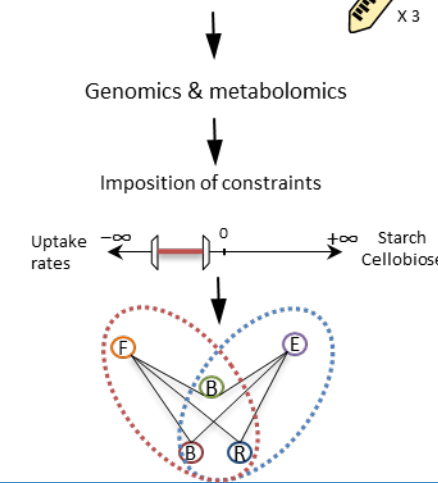 X 3
Genomics & metabolomics
Imposition of constraints
Uptake rates
−∞
0
+∞
Starch
Cellobiose
F
E
B
B
R